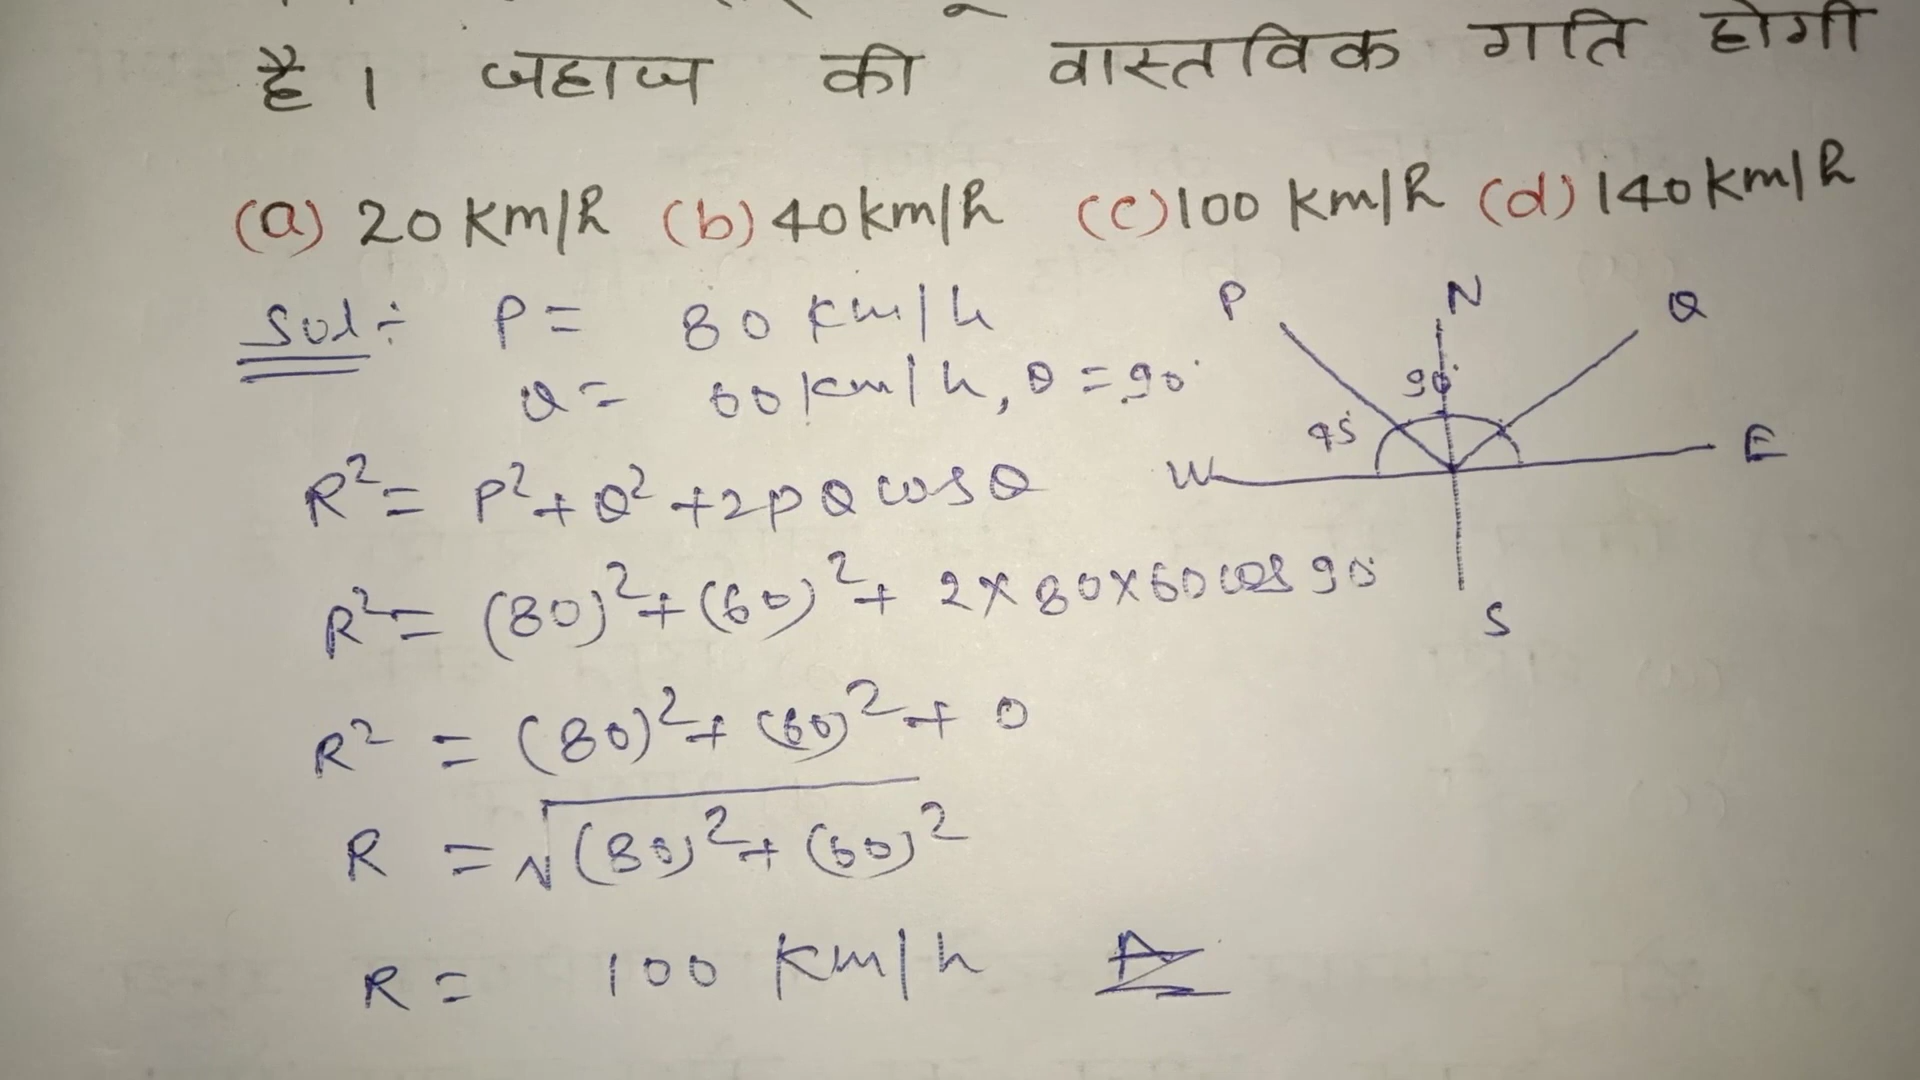 है । जहाज की वास्तविक गति होगी
(a) 20 Km/h (b) 40 km/h (c) 100 km/h (d) 140 km/h
Sol ÷ P = 80 Km/h
Q = 60 km/h, θ = 90°
R² = P² + Q² + 2PQ cosθ
R² = (80)² + (60)² + 2 × 80 × 60 cos 90°
R² = (80)² + (60)² + 0
R = √(80)² + (60)²
R = 100 Km/h
P N Q
90°
45
W E
S